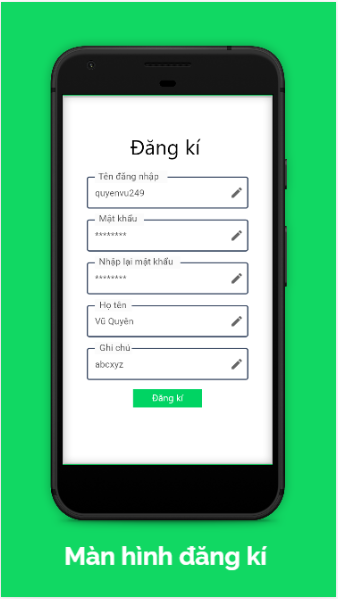 Đăng kí
Tên đăng nhập
quyenvu249
Mật khẩu
********
Nhập lại mật khẩu
********
Họ tên
Vũ Quyên
Ghi chú
abcxyz
Đăng kí
Màn hình đăng kí